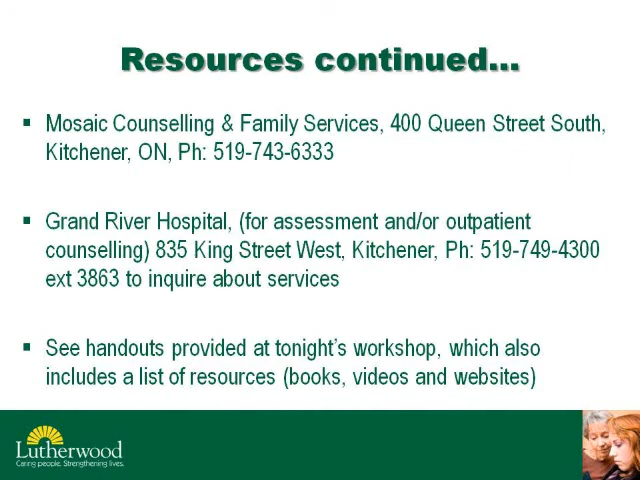 Resources continued...
▪ Mosaic Counselling & Family Services, 400 Queen Street South,
Kitchener, ON, Ph: 519-743-6333
▪ Grand River Hospital, (for assessment and/or outpatient
counselling) 835 King Street West, Kitchener, Ph: 519-749-4300
ext 3863 to inquire about services
▪ See handouts provided at tonight's workshop, which also
includes a list of resources (books, videos and websites)
Lutherwood
Caring people. Strengthening lives.